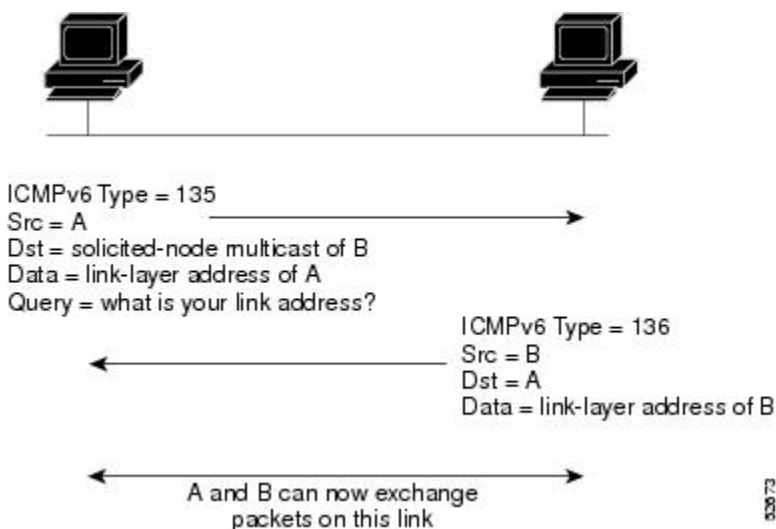 ICMPv6 Type = 135
Src = A
Dst = solicited-node multicast of B
Data = link-layer address of A
Query = what is your link address?
ICMPv6 Type = 136
Src = B
Dst = A
Data = link-layer address of B
A and B can now exchange
packets on this link
52673